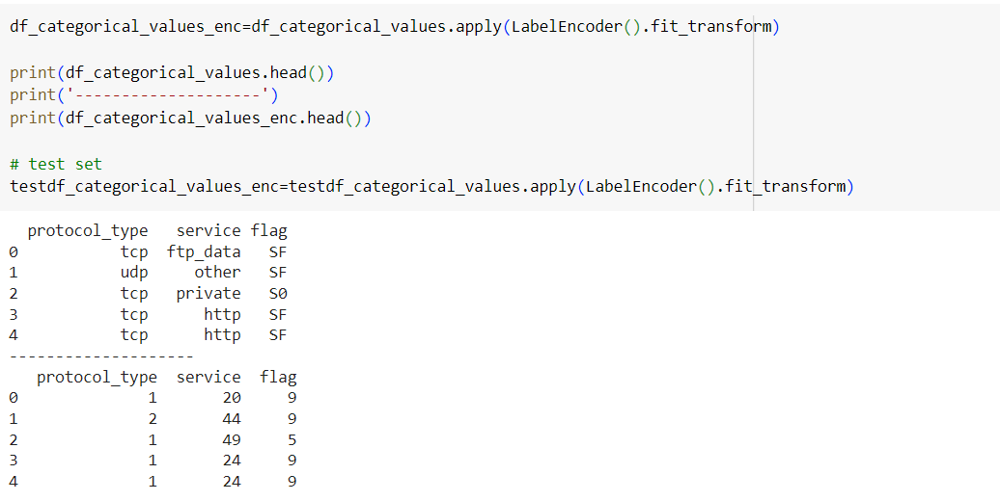 df_categorical_values_enc=df_categorical_values.apply(LabelEncoder().fit_transform)
print(df_categorical_values.head())
print('--------------------')
print(df_categorical_values_enc.head())
# test set
testdf_categorical_values_enc=testdf_categorical_values.apply(LabelEncoder().fit_transform)
  protocol_type   service flag
0           tcp  ftp_data   SF
1           udp     other   SF
2           tcp   private   S0
3           tcp      http   SF
4           tcp      http   SF
--------------------
   protocol_type  service  flag
0              1       20     9
1              2       44     9
2              1       49     5
3              1       24     9
4              1       24     9